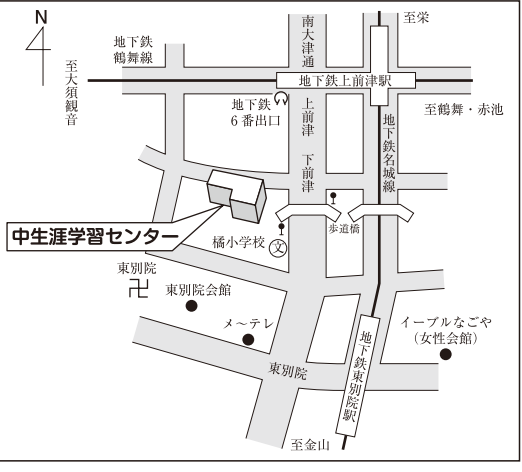 N
至栄
南大津通
地下鉄
鶴舞線
至大須観音
地下鉄上前津駅
地下鉄
6番出口
上前津
至鶴舞・赤池
地下鉄名城線
下前津
歩道橋
中生涯学習センター
橘小学校
文
東別院
卍
東別院会館
メ〜テレ
イーブルなごや
(女性会館)
地下鉄東別院駅
東別院
至金山